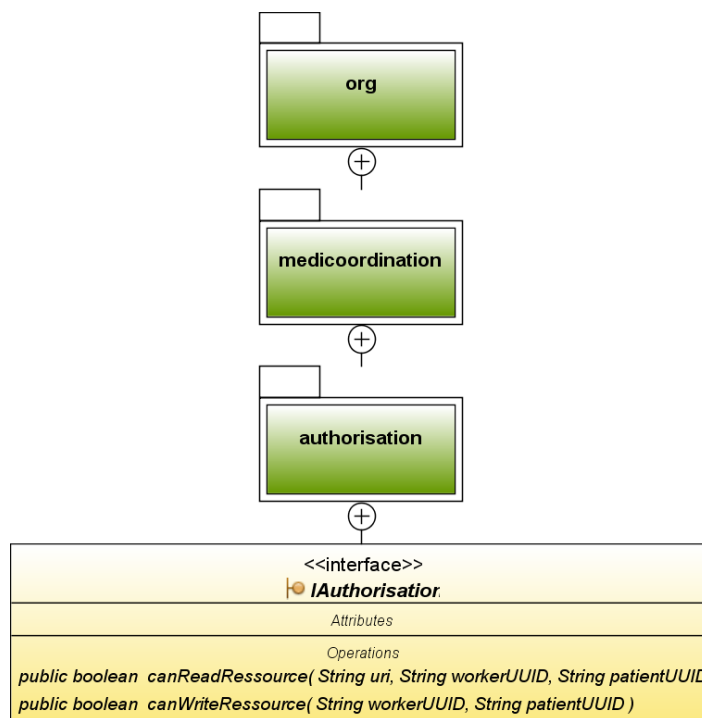 org
medicoordination
authorisation
<<interface>>
IAuthorisation
Attributes
Operations
public boolean canReadRessource( String uri, String workerUUID, String patientUUID
public boolean canWriteRessource( String workerUUID, String patientUUID )